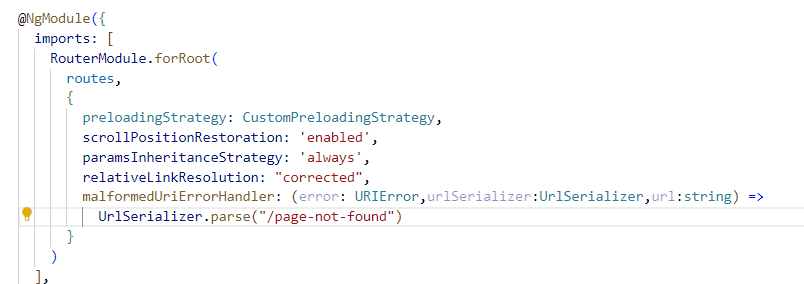 @NgModule({
imports: [
RouterModule.forRoot(
routes,
{
preloadingStrategy: CustomPreloadingStrategy,
scrollPositionRestoration: 'enabled',
paramsInheritanceStrategy: 'always',
relativeLinkResolution: "corrected",
malformedUriErrorHandler: (error: URIError,urlSerializer:UrlSerializer,url:string) =>
UrlSerializer.parse("/page-not-found")
}
)
],